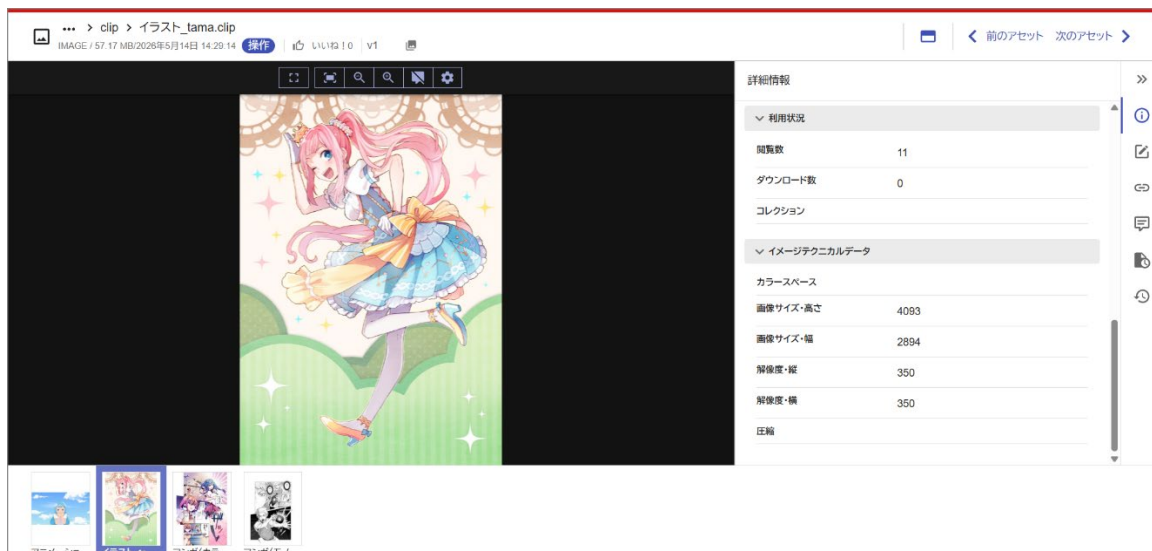 ••• > clip > イラスト_tama.clip
IMAGE / 57.17 MB/2026年5月14日 14:29:14 操作 いいね!0 v1
前のアセット 次のアセット
詳細情報
利用状況
閲覧数 11
ダウンロード数 0
コレクション
イメージテクニカルデータ
カラースペース
画像サイズ・高さ 4093
画像サイズ・幅 2894
解像度・縦 350
解像度・横 350
圧縮